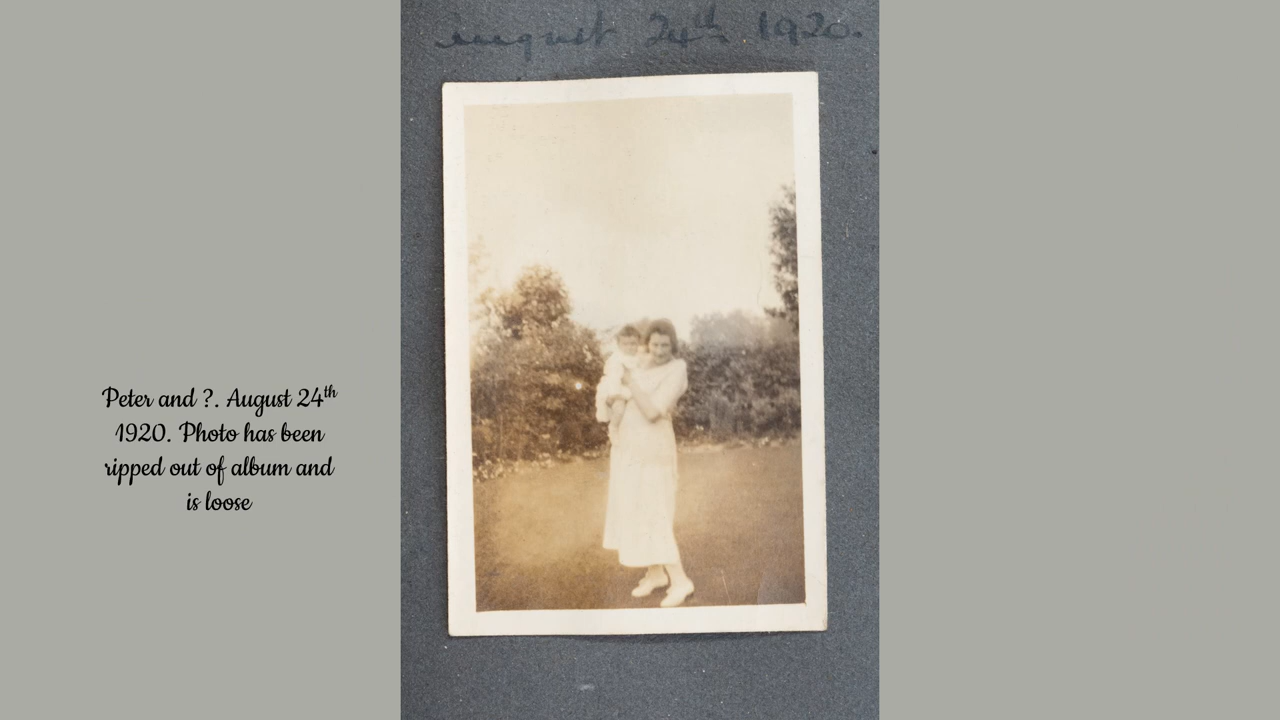 August 24th 1920.
Peter and ?. August 24th
1920. Photo has been
ripped out of album and
is loose